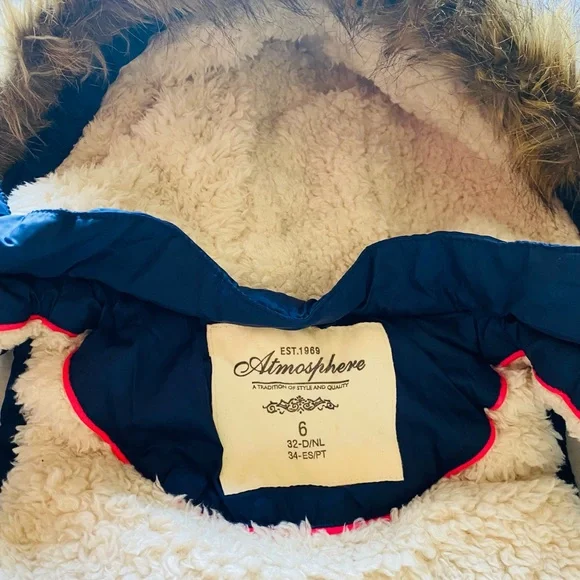 EST.1969
Atmosphere
A TRADITION OF STYLE AND QUALITY
6
32-D/NL
34-ES/PT